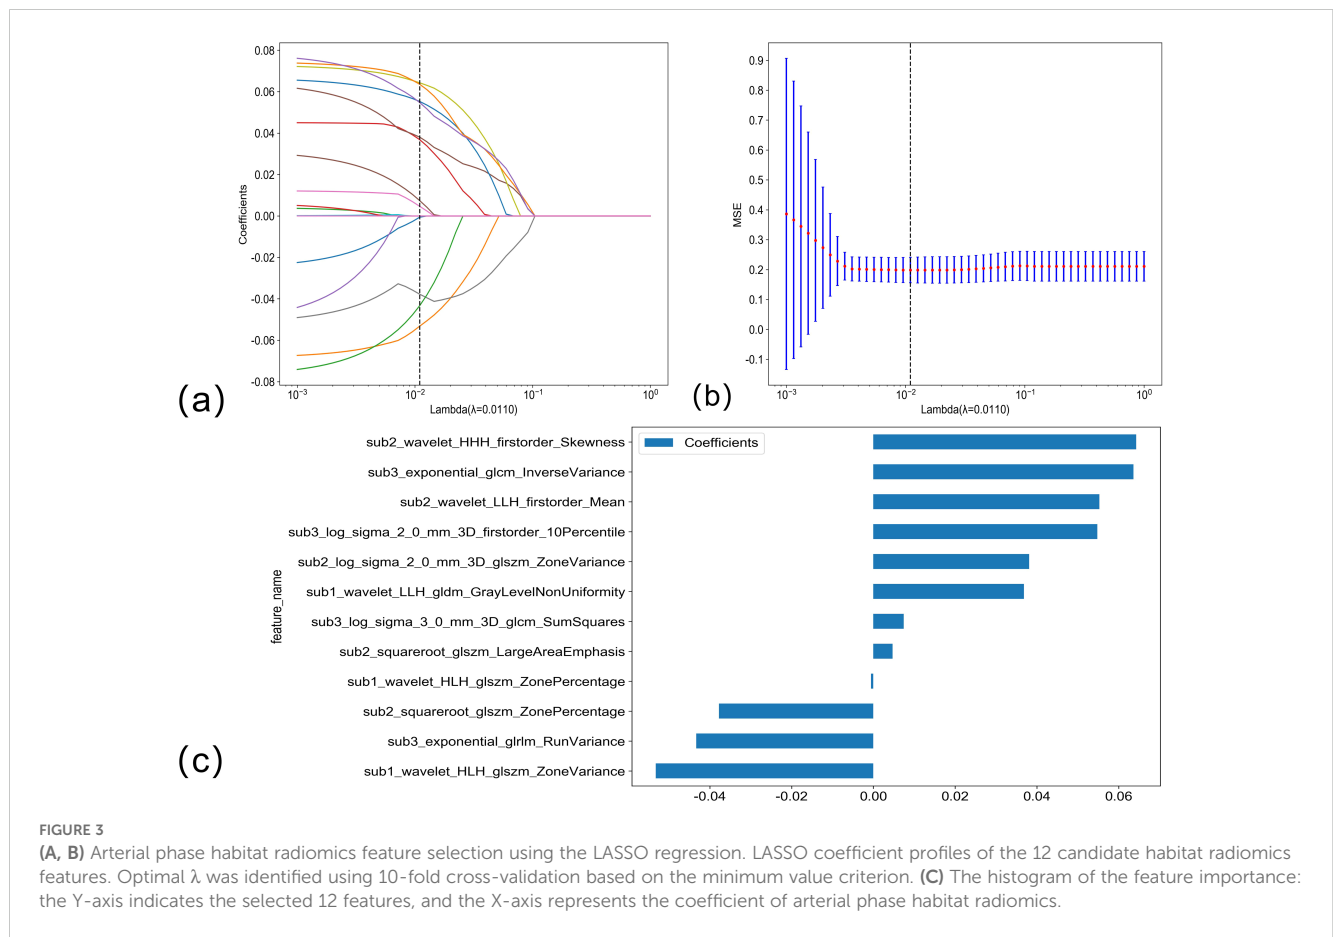 0.08
0.06
0.04
0.02
0.00
-0.02
-0.04
-0.06
-0.08
Coefficients
10⁻³
10⁻²
10⁻¹
10⁰
Lambda(λ=0.0110)
(a)
0.9
0.8
0.7
0.6
0.5
0.4
0.3
0.2
0.1
0.0
-0.1
MSE
10⁻³
10⁻²
10⁻¹
10⁰
Lambda(λ=0.0110)
(b)
Coefficients
feature_name
sub2_wavelet_HHH_firstorder_Skewness
sub3_exponential_glcm_InverseVariance
sub2_wavelet_LLH_firstorder_Mean
sub3_log_sigma_2_0_mm_3D_firstorder_10Percentile
sub2_log_sigma_2_0_mm_3D_glszm_ZoneVariance
sub1_wavelet_LLH_gldm_GrayLevelNonUniformity
sub3_log_sigma_3_0_mm_3D_glcm_SumSquares
sub2_squareroot_glszm_LargeAreaEmphasis
sub1_wavelet_HLH_glszm_ZonePercentage
sub2_squareroot_glszm_ZonePercentage
sub3_exponential_glrlm_RunVariance
sub1_wavelet_HLH_glszm_ZoneVariance
-0.04
-0.02
0.00
0.02
0.04
0.06
(c)
FIGURE 3
(A, B) Arterial phase habitat radiomics feature selection using the LASSO regression. LASSO coefficient profiles of the 12 candidate habitat radiomics
features. Optimal λ was identified using 10-fold cross-validation based on the minimum value criterion. (C) The histogram of the feature importance:
the Y-axis indicates the selected 12 features, and the X-axis represents the coefficient of arterial phase habitat radiomics.